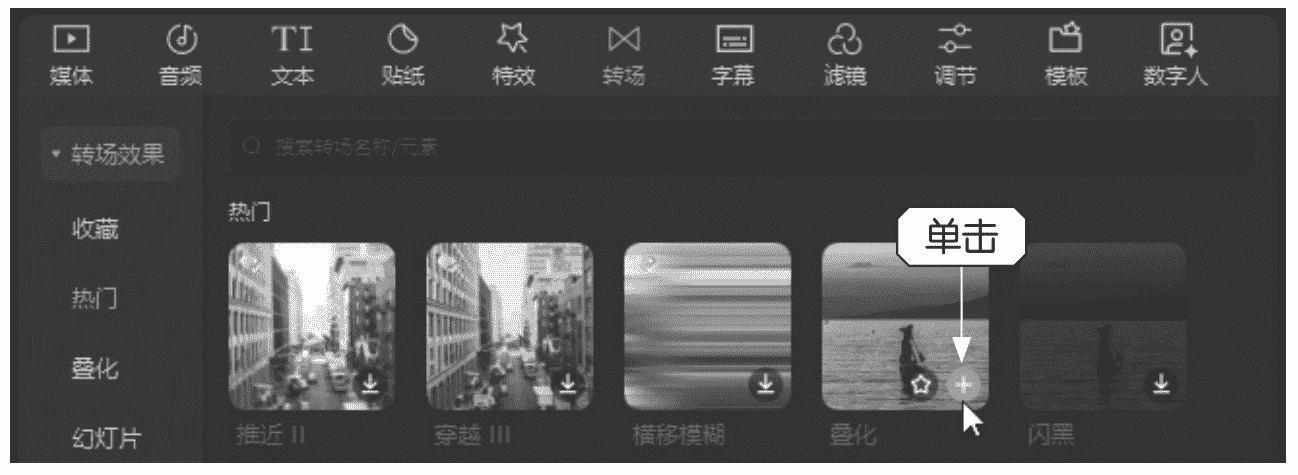 媒体 音频 TI 文本 贴纸 特效 转场 字幕 滤镜 调节 模板 数字人
转场效果
搜索转场名称/元素
收藏
热门
单击
热门
叠化
推近 II 穿越 III 横移模糊 叠化 闪黑
幻灯片